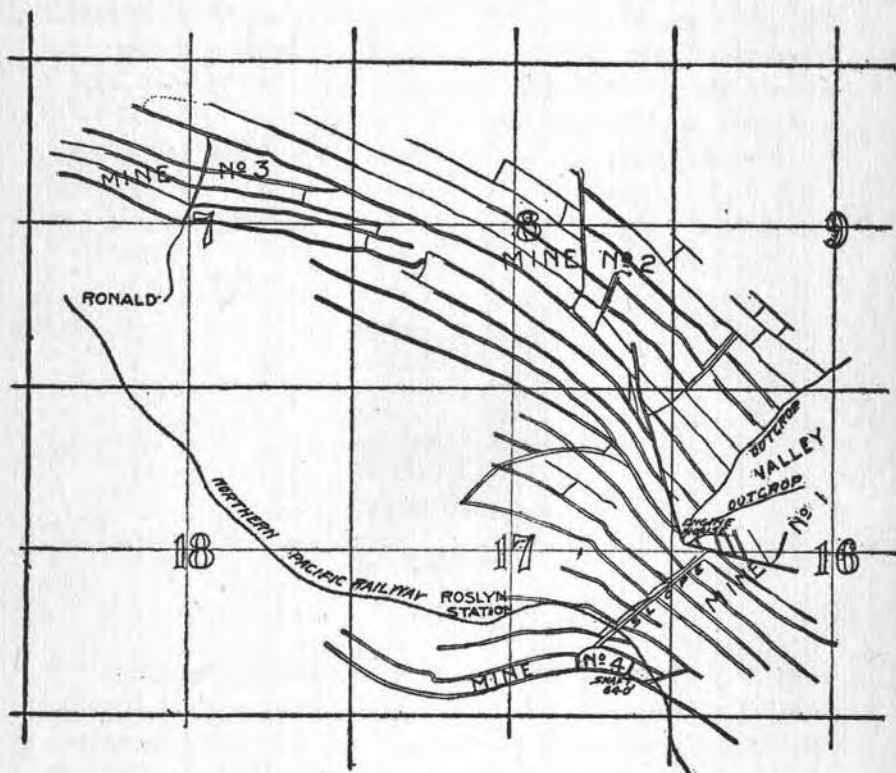 MINE No 3
7
8
9
MINE No 2
RONALD
OUTCROP
VALLEY
OUTCROP
ENGINE
MINE No 1
NORTHERN PACIFIC RAILWAY
18
17
16
ROSLYN
STATION
SLOPE
MINE No 4
SHAFT
640'